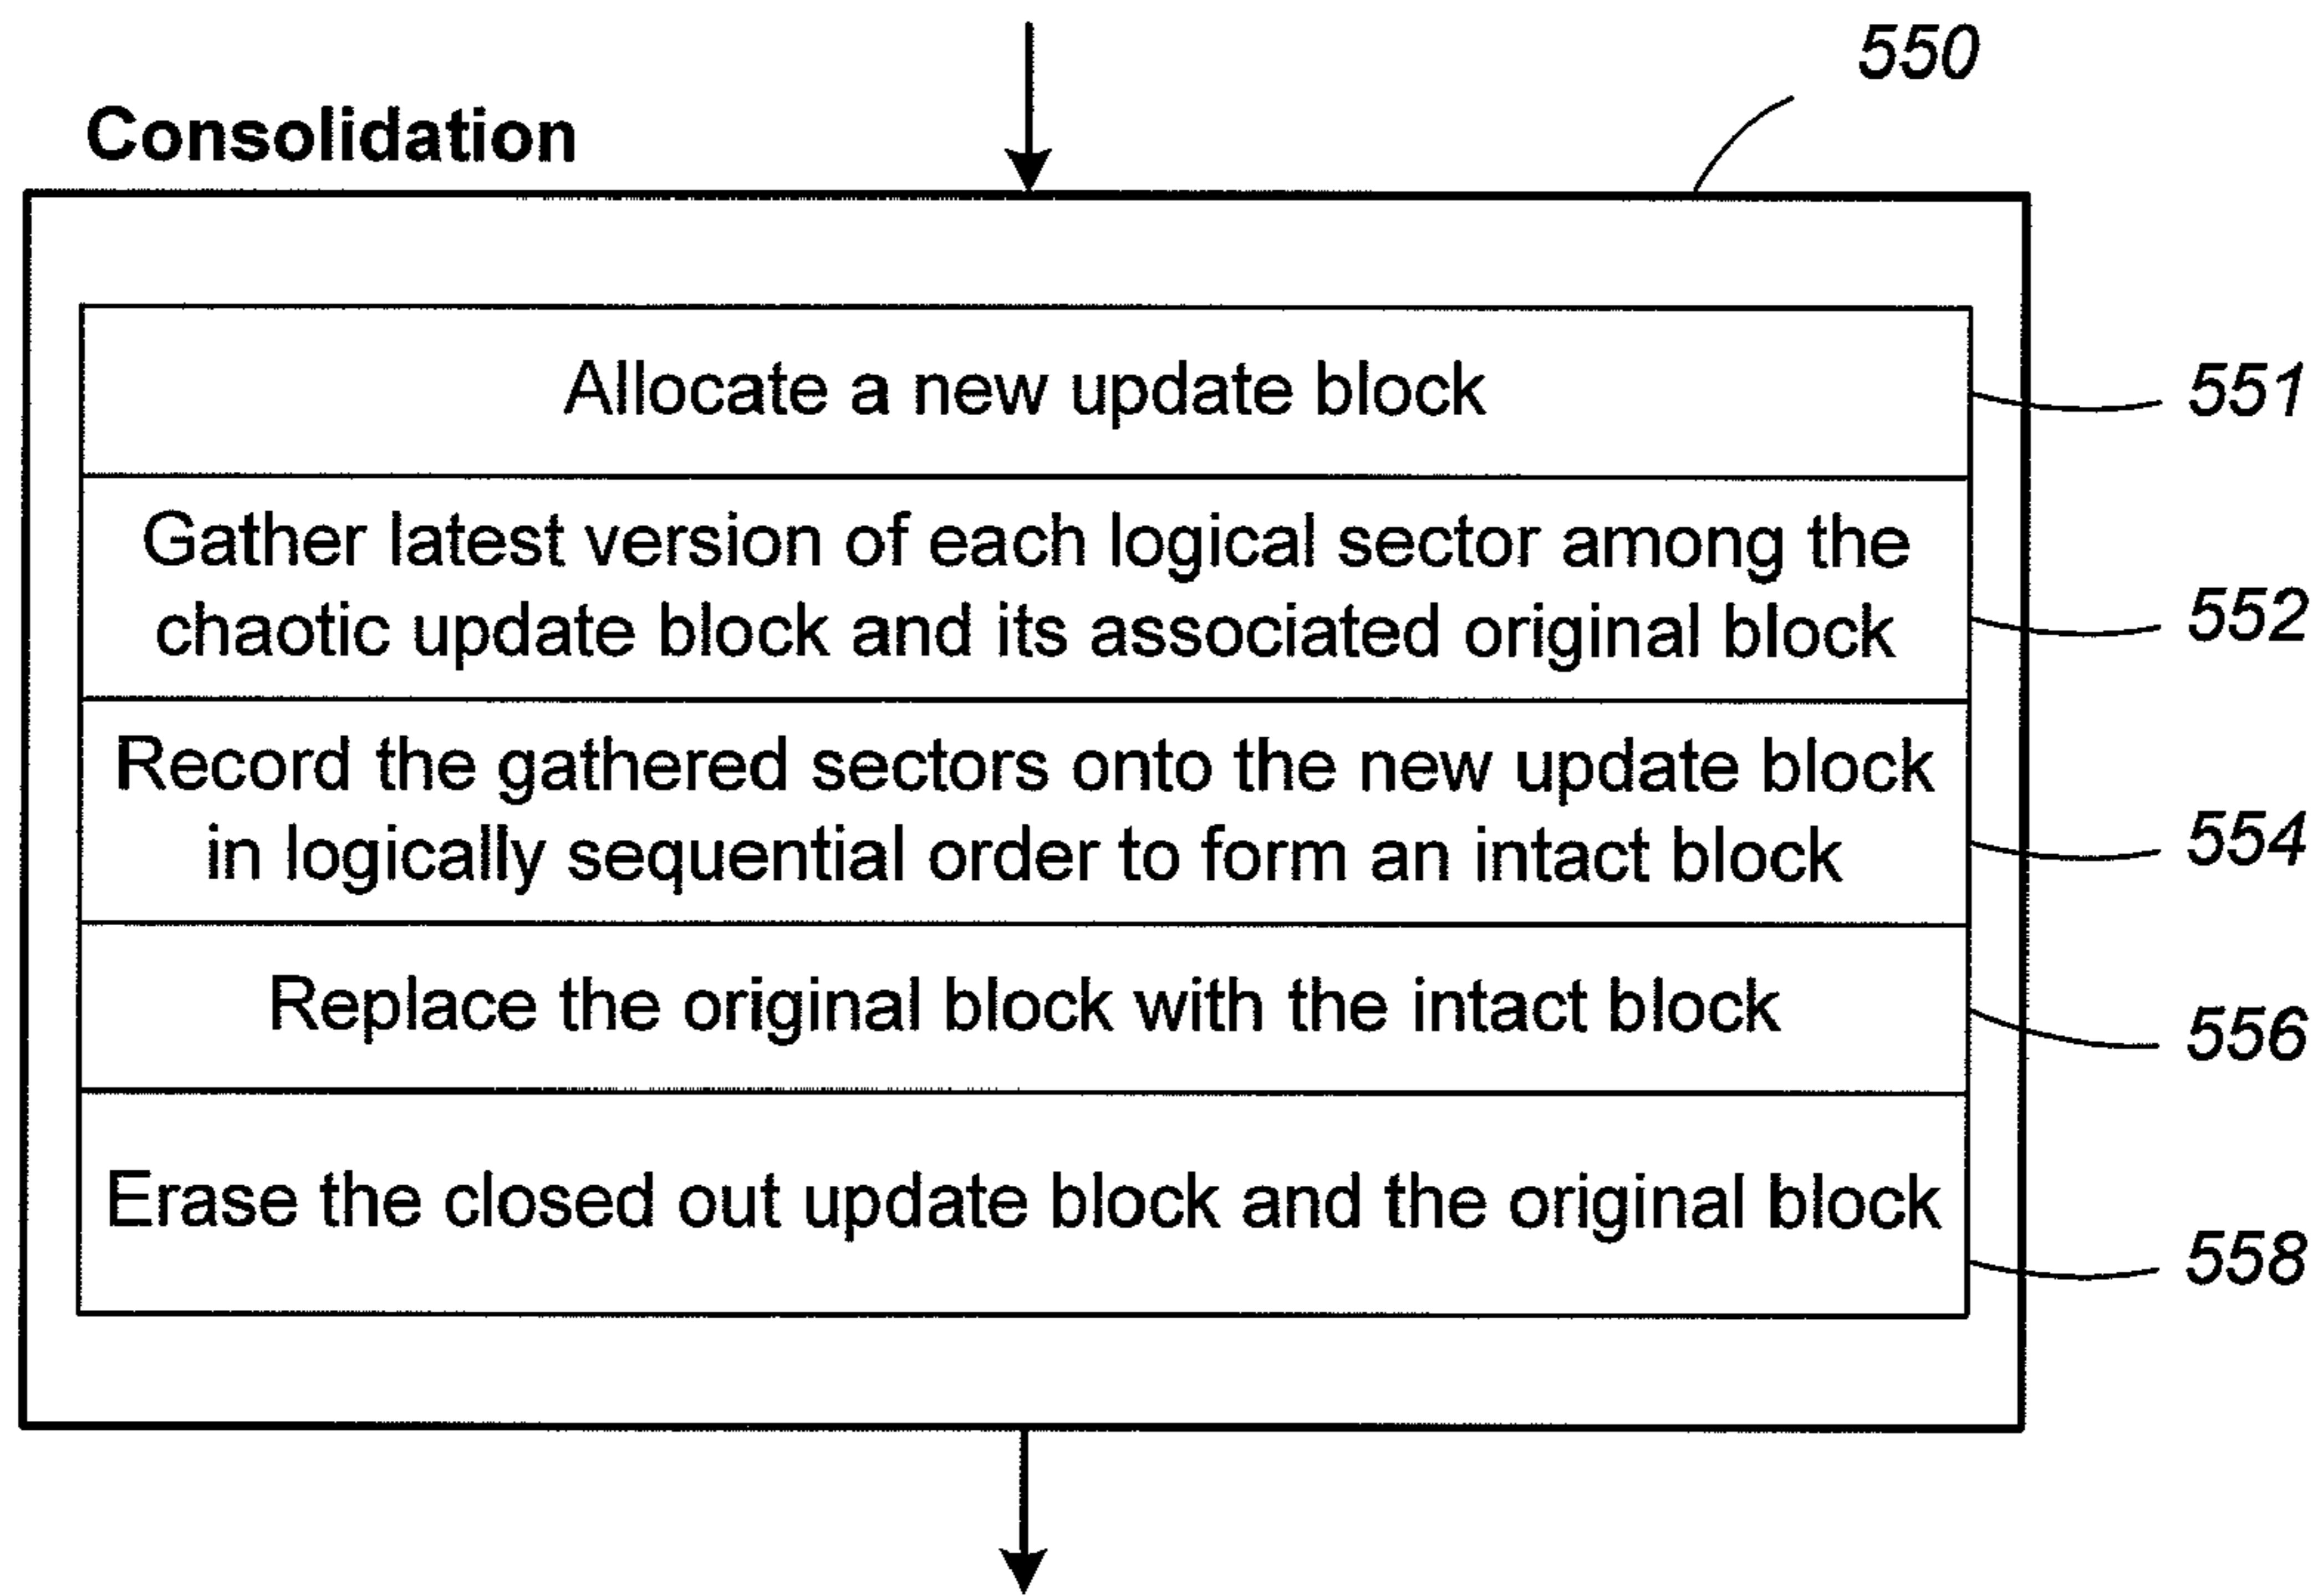 550
Consolidation
Allocate a new update block
551
Gather latest version of each logical sector among the
chaotic update block and its associated original block
552
Record the gathered sectors onto the new update block
in logically sequential order to form an intact block
554
Replace the original block with the intact block
556
Erase the closed out update block and the original block
558